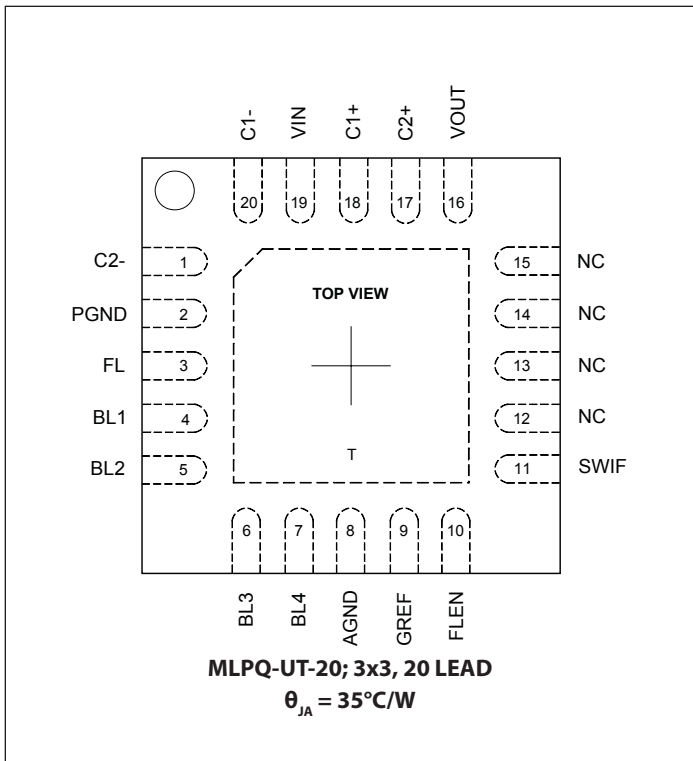 C1-
VIN
C1+
C2+
VOUT
20
19
18
17
16
C2-
1
PGND
2
FL
3
BL1
4
BL2
5
TOP VIEW
T
15
NC
14
NC
13
NC
12
NC
11
SWIF
6
7
8
9
10
BL3
BL4
AGND
GREF
FLEN
MLPQ-UT-20; 3x3, 20 LEAD
θJA = 35°C/W